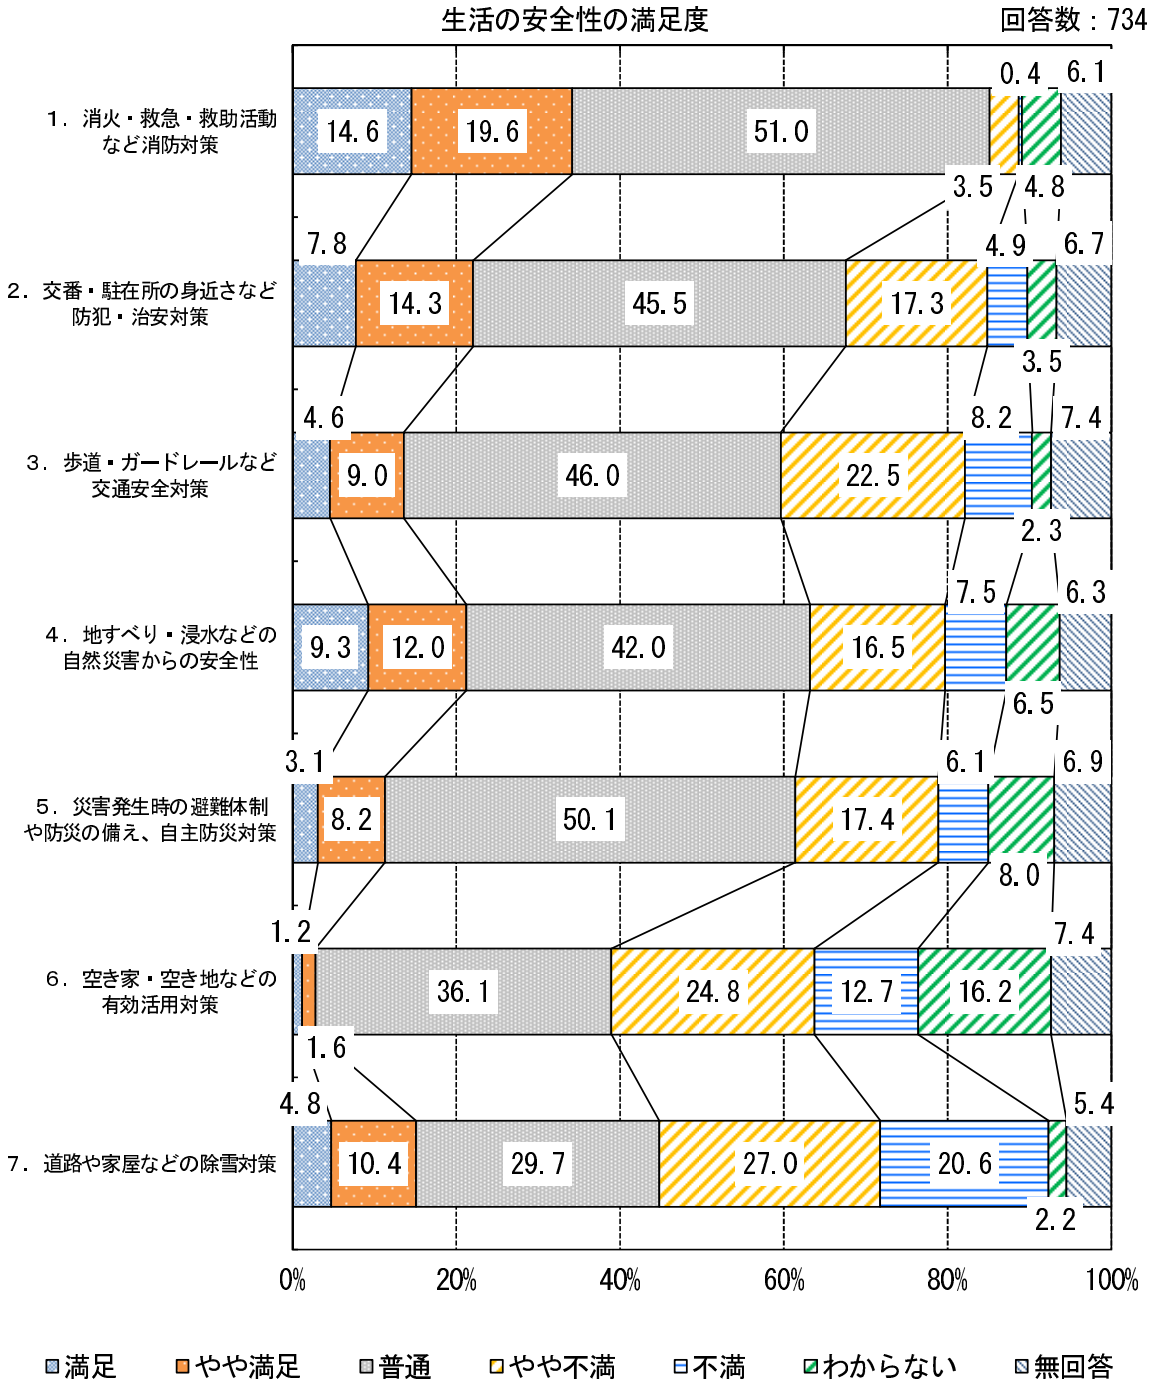 生活の安全性の満足度 回答数：734
0.4 6.1
1．消火・救急・救助活動
など消防対策
14.6 19.6 51.0
3.5 4.8
7.8 4.9 6.7
2．交番・駐在所の身近さなど
防犯・治安対策
14.3 45.5 17.3
3.5
4.6 8.2 7.4
3．歩道・ガードレールなど
交通安全対策
9.0 46.0 22.5
2.3
7.5 6.3
4．地すべり・浸水などの
自然災害からの安全性
9.3 12.0 42.0 16.5
6.5
3.1 6.1 6.9
5．災害発生時の避難体制
や防災の備え、自主防災対策
8.2 50.1 17.4
8.0
1.2 7.4
6．空き家・空き地などの
有効活用対策
36.1 24.8 12.7 16.2
1.6
4.8 5.4
7．道路や家屋などの除雪対策
10.4 29.7 27.0 20.6
2.2
0% 20% 40% 60% 80% 100%
満足 やや満足 普通 やや不満 不満 わからない 無回答